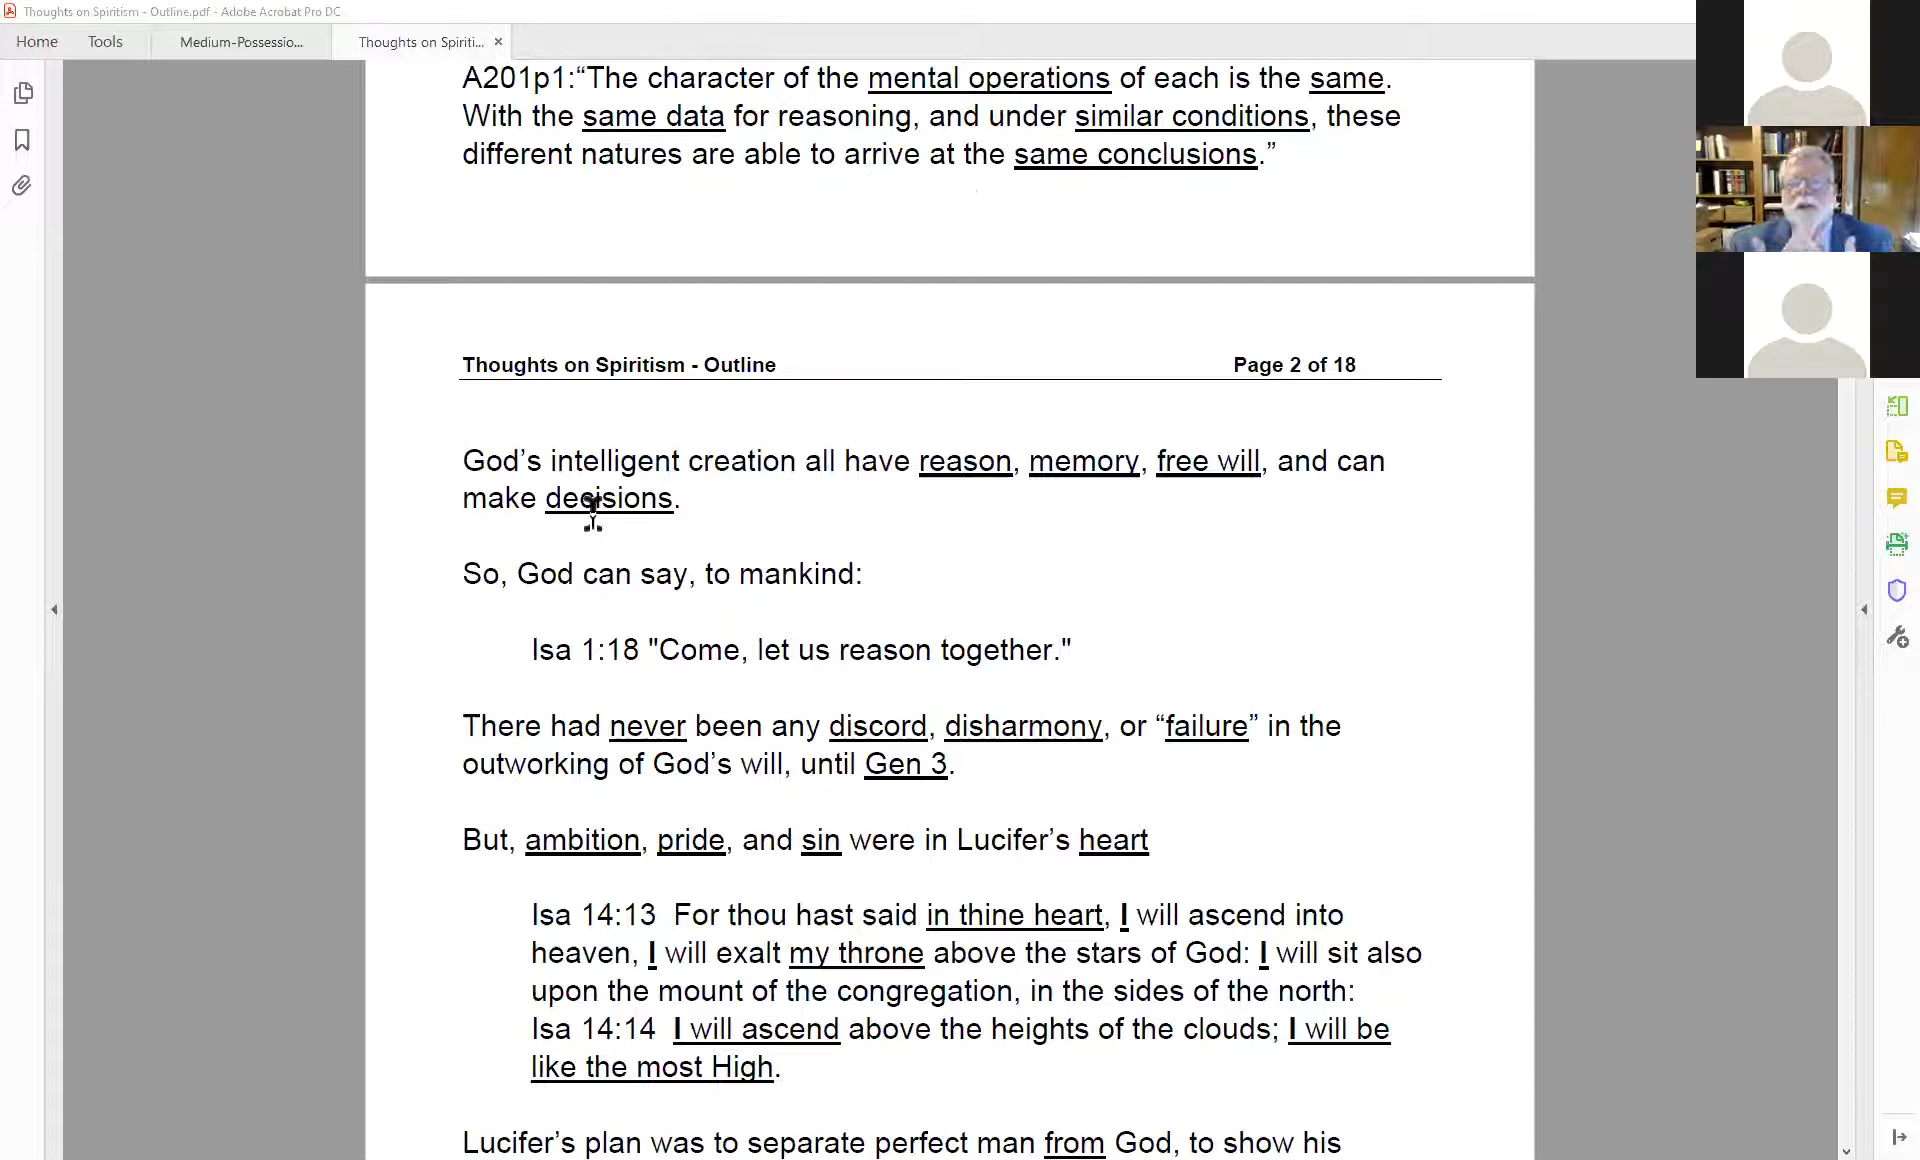 Thoughts on Spiritism - Outline.pdf - Adobe Acrobat Pro DC
Home Tools Medium-Possessio... Thoughts on Spiriti... ×
A201p1:“The character of the mental operations of each is the same.
With the same data for reasoning, and under similar conditions, these
different natures are able to arrive at the same conclusions.”
Thoughts on Spiritism - Outline Page 2 of 18
God’s intelligent creation all have reason, memory, free will, and can
make decisions.
So, God can say, to mankind:
Isa 1:18 "Come, let us reason together."
There had never been any discord, disharmony, or “failure” in the
outworking of God’s will, until Gen 3.
But, ambition, pride, and sin were in Lucifer’s heart
Isa 14:13 For thou hast said in thine heart, I will ascend into
heaven, I will exalt my throne above the stars of God: I will sit also
upon the mount of the congregation, in the sides of the north:
Isa 14:14 I will ascend above the heights of the clouds; I will be
like the most High.
Lucifer’s plan was to separate perfect man from God, to show his